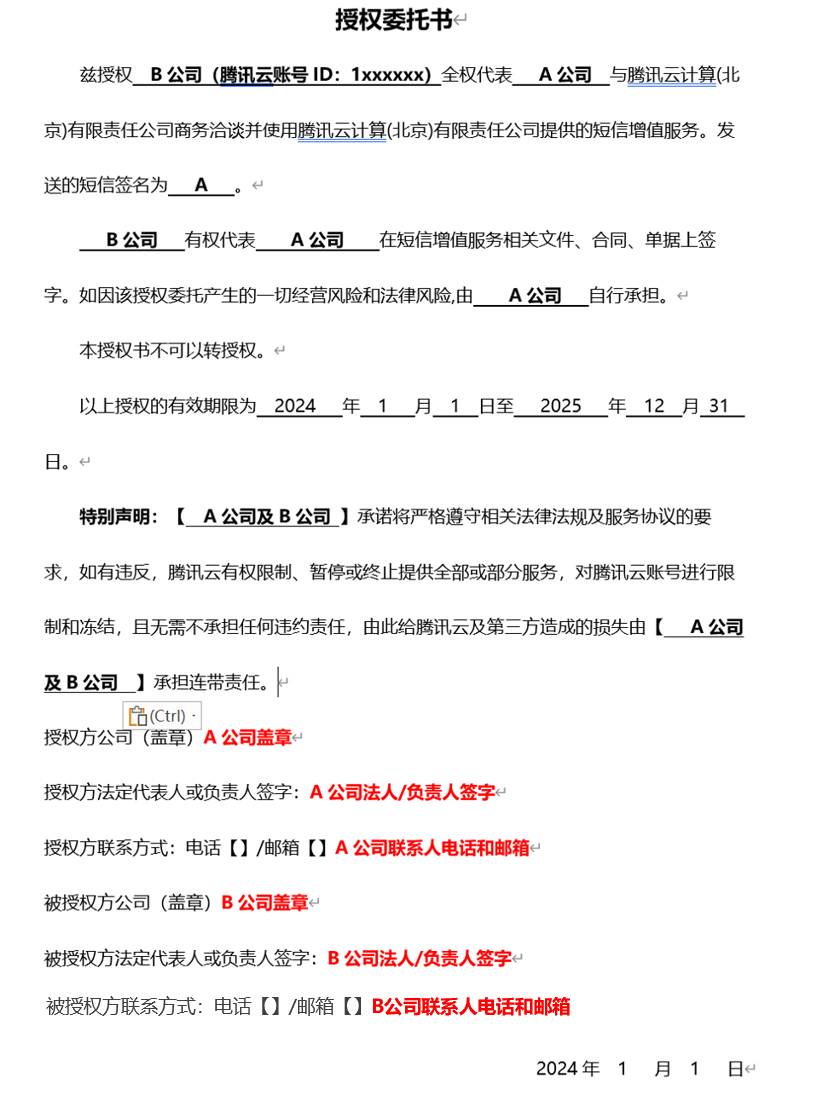 授权委托书
兹授权 B 公司（腾讯云账号 ID：1xxxxxx）全权代表 A 公司 与腾讯云计算(北
京)有限责任公司商务洽谈并使用腾讯云计算(北京)有限责任公司提供的短信增值服务。发
送的短信签名为 A 。
B 公司 有权代表 A 公司 在短信增值服务相关文件、合同、单据上签
字。如因该授权委托产生的一切经营风险和法律风险,由 A 公司 自行承担。
本授权书不可以转授权。
以上授权的有效期限为 2024 年 1 月 1 日至 2025 年 12 月 31
日。
特别声明：【 A 公司及 B 公司 】承诺将严格遵守相关法律法规及服务协议的要
求，如有违反，腾讯云有权限制、暂停或终止提供全部或部分服务，对腾讯云账号进行限
制和冻结，且无需不承担任何违约责任，由此给腾讯云及第三方造成的损失由【 A 公司
及 B 公司 】承担连带责任。
(Ctrl)
授权方公司（盖章）A 公司盖章
授权方法定代表人或负责人签字：A 公司法人/负责人签字
授权方联系方式：电话【】/邮箱【】A 公司联系人电话和邮箱
被授权方公司（盖章）B 公司盖章
被授权方法定代表人或负责人签字：B 公司法人/负责人签字
被授权方联系方式：电话【】/邮箱【】B公司联系人电话和邮箱
2024 年 1 月 1 日